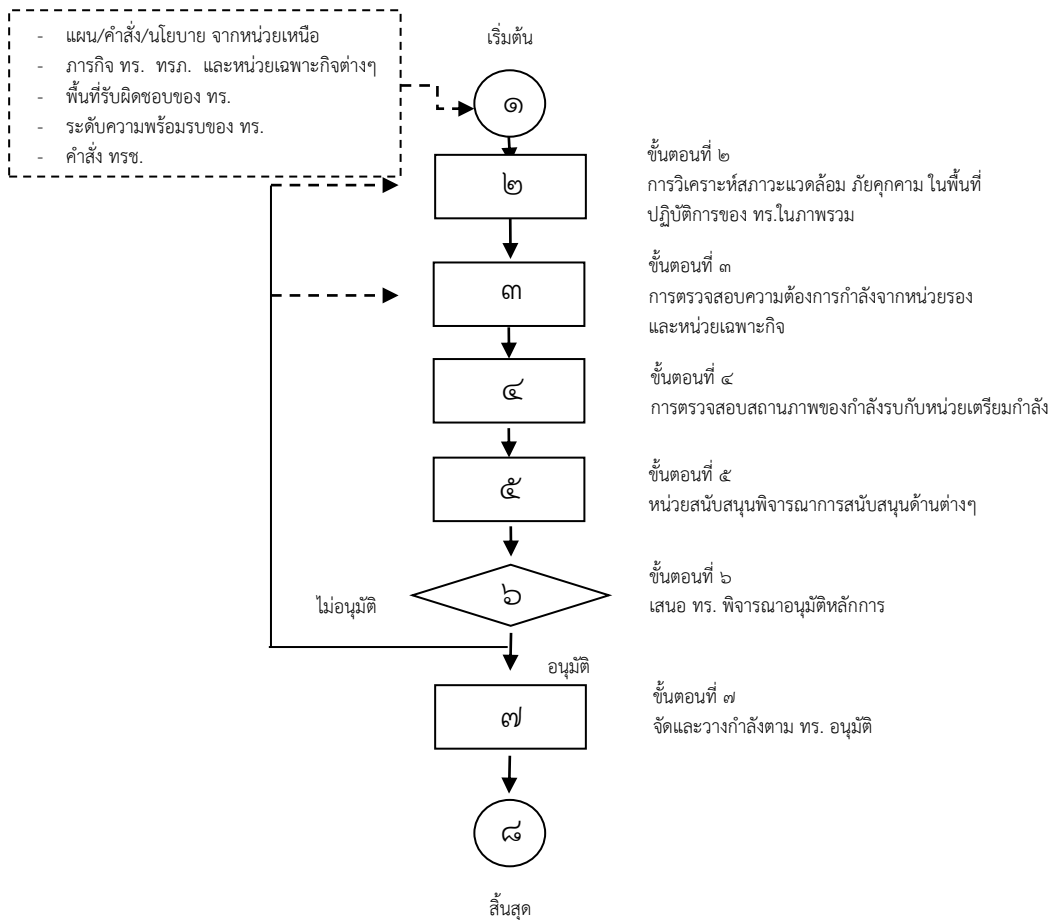 - แผน/คำสั่ง/นโยบาย จากหน่วยเหนือ
- ภารกิจ ทร. ทรภ. และหน่วยเฉพาะกิจต่างๆ
- พื้นที่รับผิดชอบของ ทร.
- ระดับความพร้อมรบของ ทร.
- คำสั่ง ทรช.
เริ่มต้น
๑
๒
ขั้นตอนที่ ๒
การวิเคราะห์สภาวะแวดล้อม ภัยคุกคาม ในพื้นที่
ปฏิบัติการของ ทร.ในภาพรวม
๓
ขั้นตอนที่ ๓
การตรวจสอบความต้องการกำลังจากหน่วยรอง
และหน่วยเฉพาะกิจ
๔
ขั้นตอนที่ ๔
การตรวจสอบสถานภาพของกำลังรบกับหน่วยเตรียมกำลัง
๕
ขั้นตอนที่ ๕
หน่วยสนับสนุนพิจารณาการสนับสนุนด้านต่างๆ
๖
ขั้นตอนที่ ๖
เสนอ ทร. พิจารณาอนุมัติหลักการ
ไม่อนุมัติ
อนุมัติ
๗
ขั้นตอนที่ ๗
จัดและวางกำลังตาม ทร. อนุมัติ
๘
สิ้นสุด